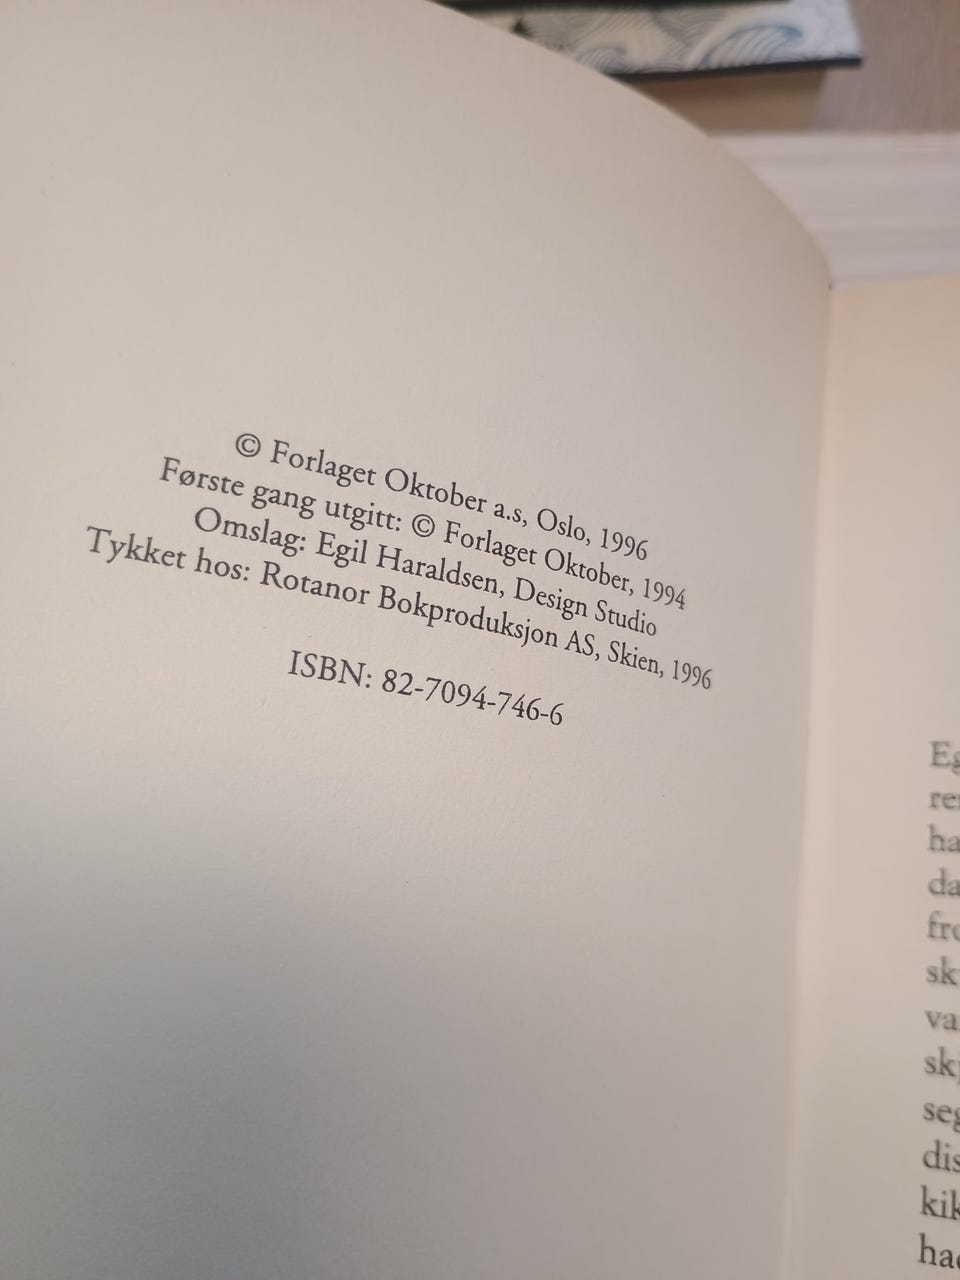 © Forlaget Oktober a.s, Oslo, 1996
Første gang utgitt: © Forlaget Oktober, 1994
Omslag: Egil Haraldsen, Design Studio
Tykket hos: Rotanor Bokproduksjon AS, Skien, 1996
ISBN: 82-7094-746-6